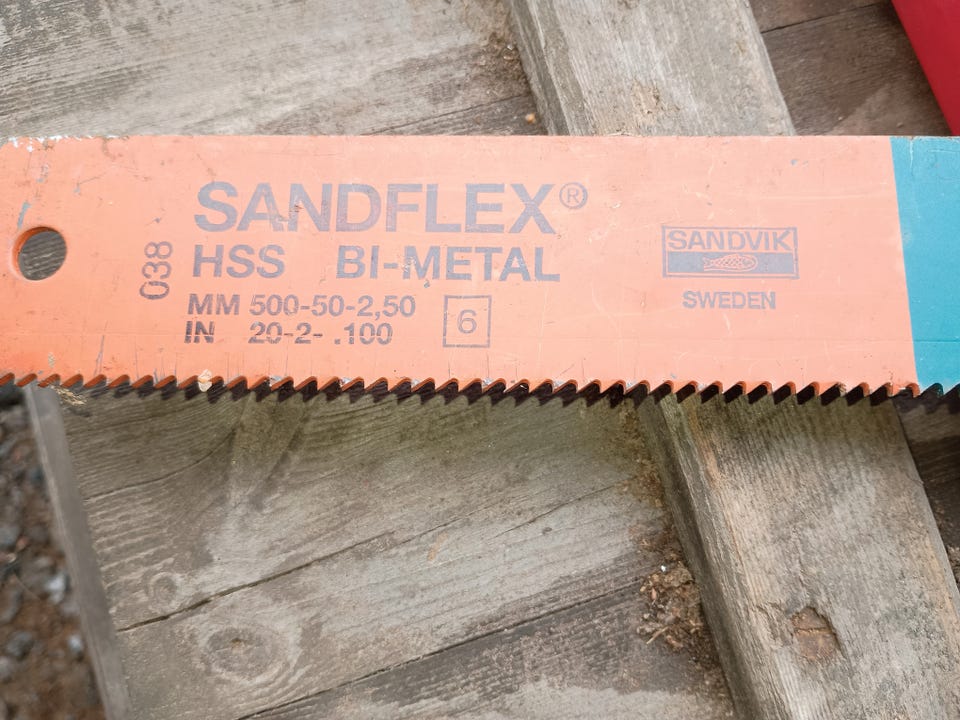 SANDFLEX®
HSS BI-METAL
038
MM 500-50-2,50
IN 20-2- .100
6
SANDVIK
SWEDEN